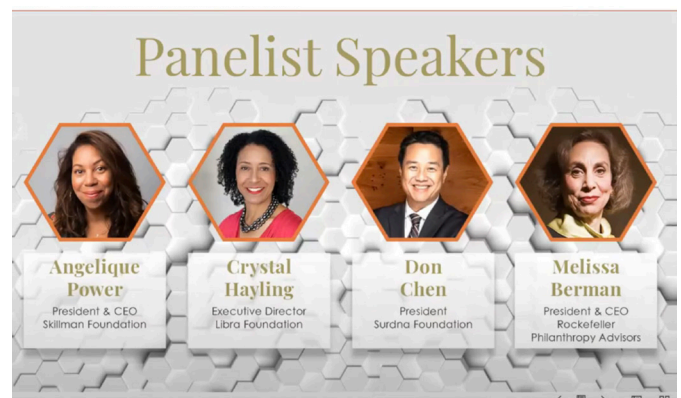 Panelist Speakers
Angelique
Power
President & CEO
Skillman Foundation
Crystal
Hayling
Executive Director
Libra Foundation
Don
Chen
President
Surdna Foundation
Melissa
Berman
President & CEO
Rockefeller
Philanthropy Advisors